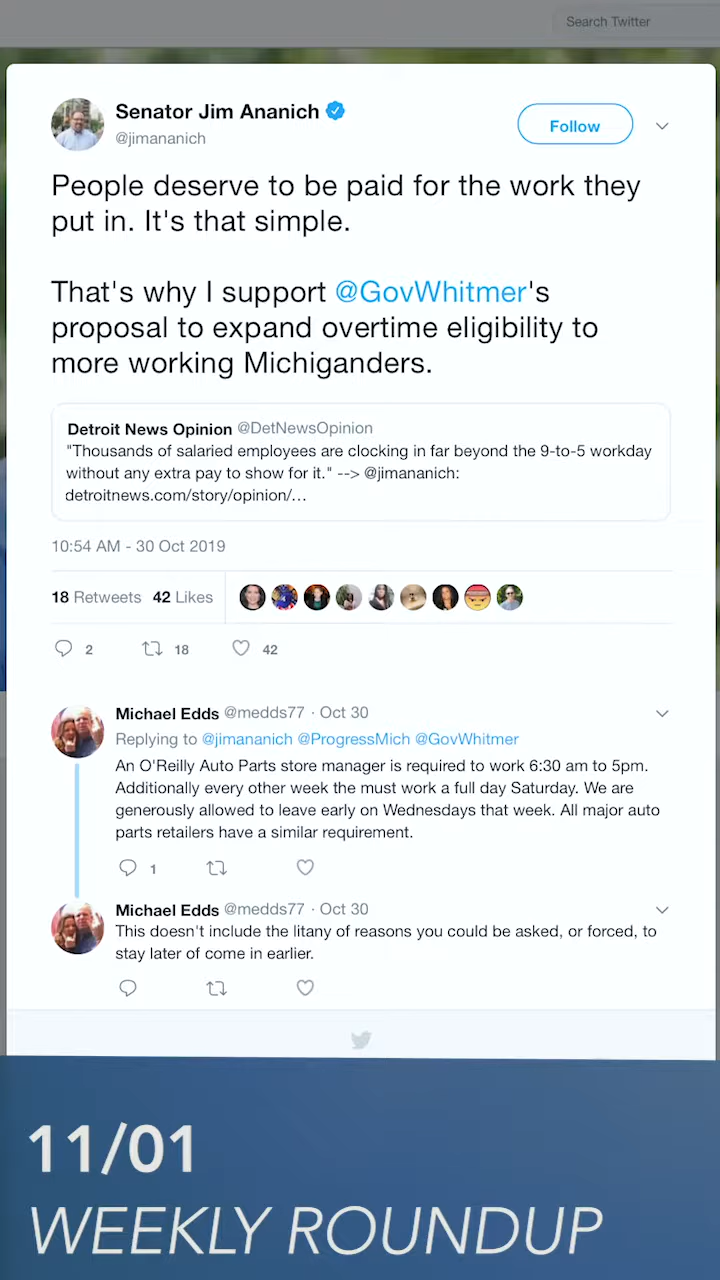 Search Twitter
Senator Jim Ananich
@jimananich
Follow
People deserve to be paid for the work they
put in. It's that simple.
That's why I support @GovWhitmer's
proposal to expand overtime eligibility to
more working Michiganders.
Detroit News Opinion @DetNewsOpinion
"Thousands of salaried employees are clocking in far beyond the 9-to-5 workday
without any extra pay to show for it." --> @jimananich:
detroitnews.com/story/opinion/…
10:54 AM - 30 Oct 2019
18 Retweets 42 Likes
2 18 42
Michael Edds @medds77 · Oct 30
Replying to @jimananich @ProgressMich @GovWhitmer
An O'Reilly Auto Parts store manager is required to work 6:30 am to 5pm.
Additionally every other week the must work a full day Saturday. We are
generously allowed to leave early on Wednesdays that week. All major auto
parts retailers have a similar requirement.
1
Michael Edds @medds77 · Oct 30
This doesn't include the litany of reasons you could be asked, or forced, to
stay later of come in earlier.
11/01
WEEKLY ROUNDUP